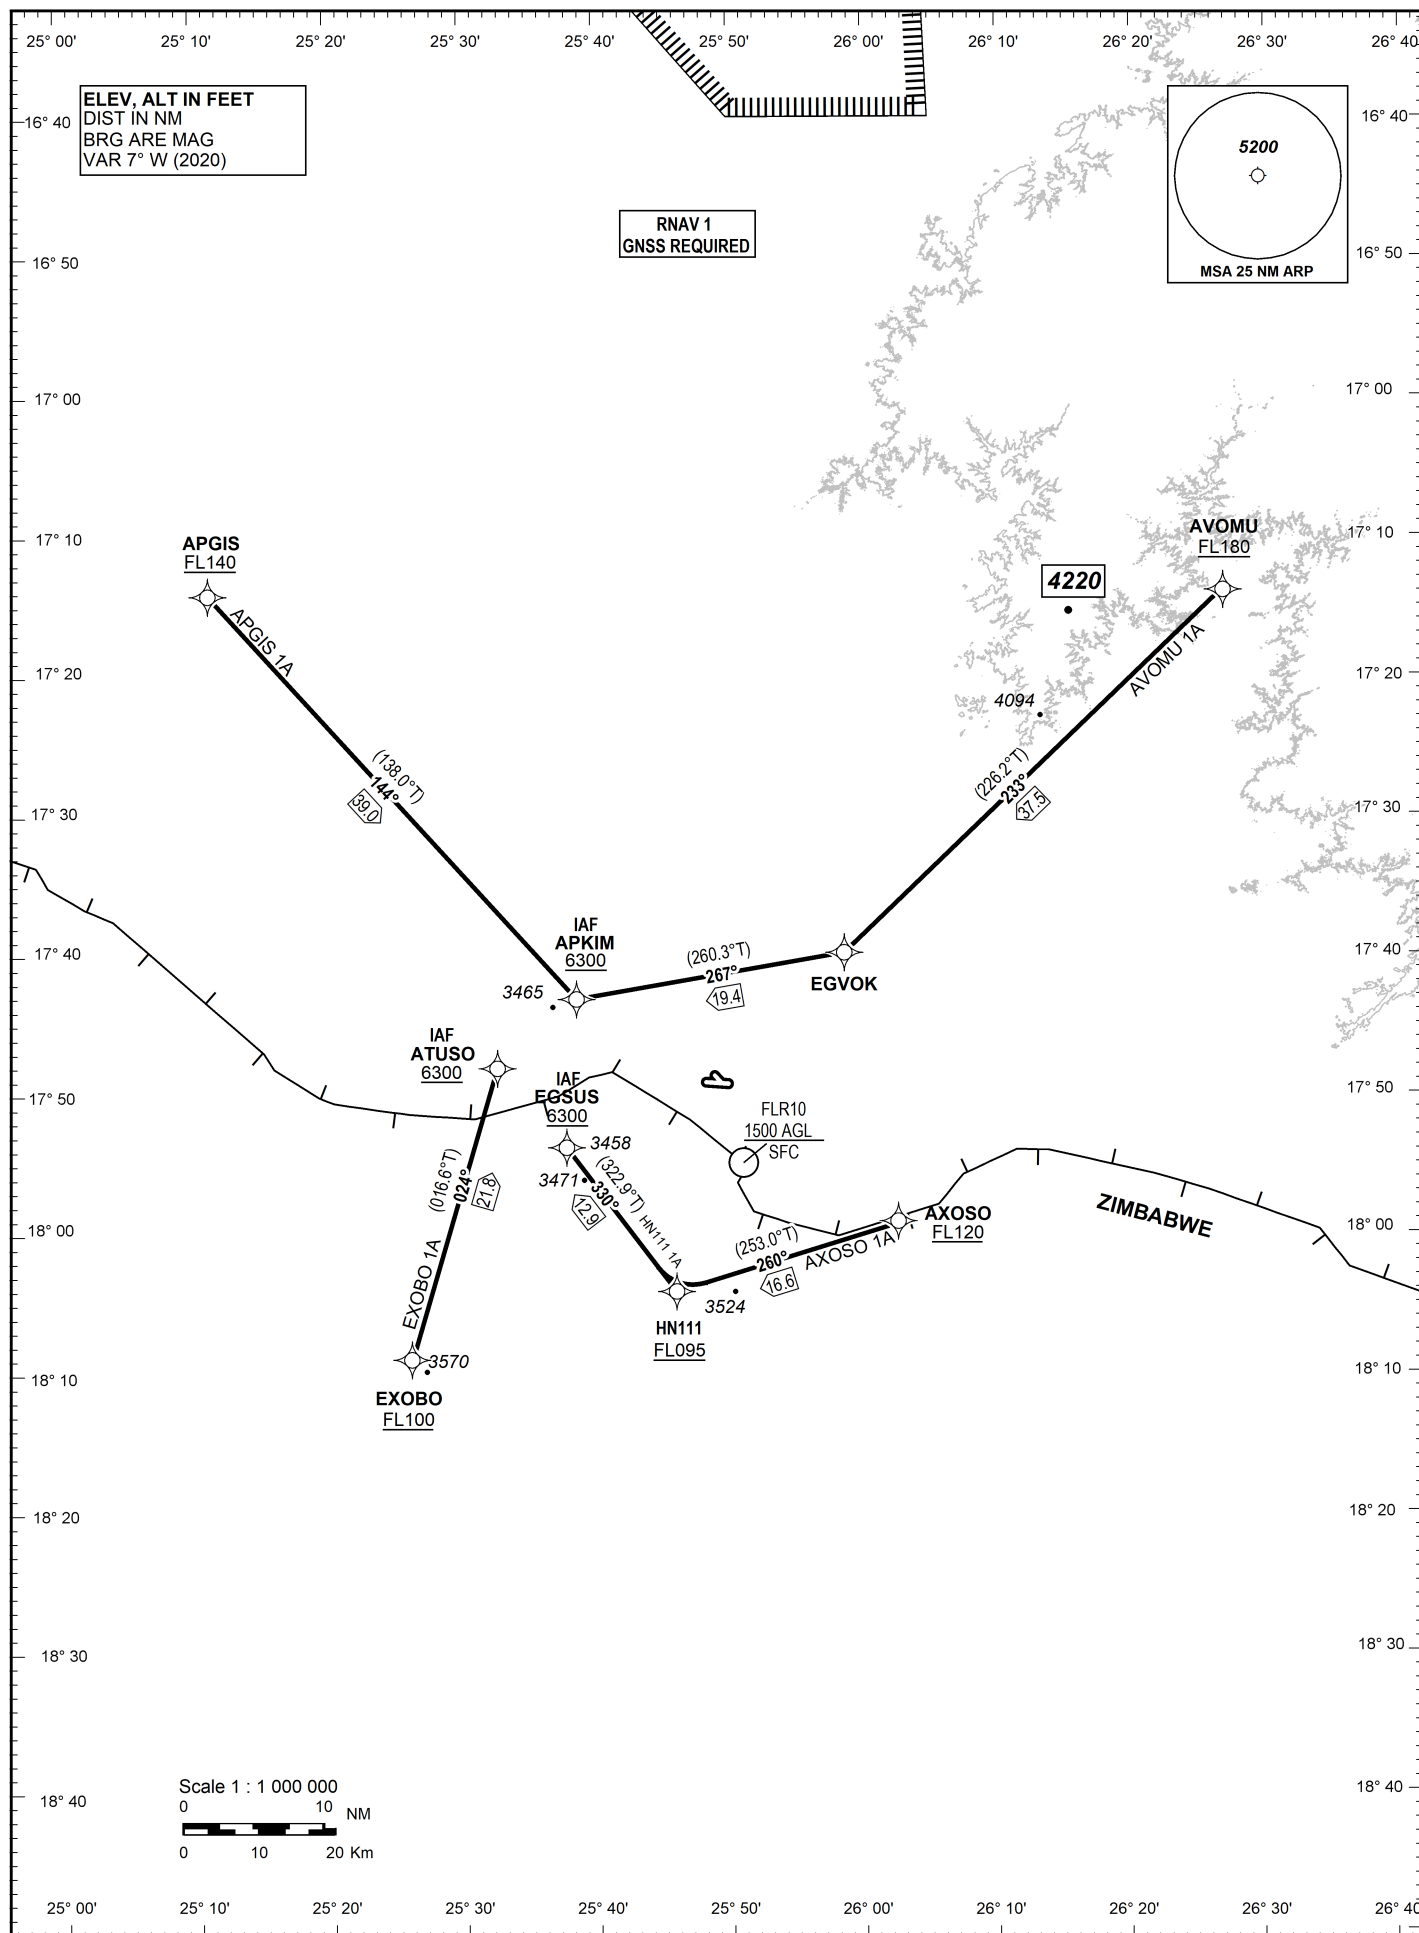 25° 00'
25° 10'
25° 20'
25° 30'
25° 40'
25° 50'
26° 00'
26° 10'
26° 20'
26° 30'
26° 40'
ELEV, ALT IN FEET
DIST IN NM
BRG ARE MAG
VAR 7° W (2020)
16° 40
16° 40
5200
MSA 25 NM ARP
RNAV 1
GNSS REQUIRED
16° 50
16° 50
17° 00
17° 00
17° 10
17° 10
APGIS
FL140
APGIS 1A
AVOMU
FL180
AVOMU 1A
4220
4094
17° 20
17° 20
(138.0°T)
144°
39.0
(226.2°T)
233°
37.5
17° 30
17° 30
IAF
APKIM
6300
3465
(260.3°T)
267°
19.4
EGVOK
17° 40
17° 40
IAF
ATUSO
6300
IAF
EGSUS
6300
3458
3471
17° 50
17° 50
FLR10
1500 AGL
SFC
(016.6°T)
024°
21.8
EXOBO 1A
(322.9°T)
330°
12.9
HN111 1A
(253.0°T)
260°
16.6
AXOSO 1A
AXOSO
FL120
ZIMBABWE
18° 00
18° 00
3524
HN111
FL095
3570
EXOBO
FL100
18° 10
18° 10
18° 20
18° 20
18° 30
18° 30
18° 40
18° 40
Scale 1 : 1 000 000
0 10 NM
0 10 20 Km
25° 00'
25° 10'
25° 20'
25° 30'
25° 40'
25° 50'
26° 00'
26° 10'
26° 20'
26° 30'